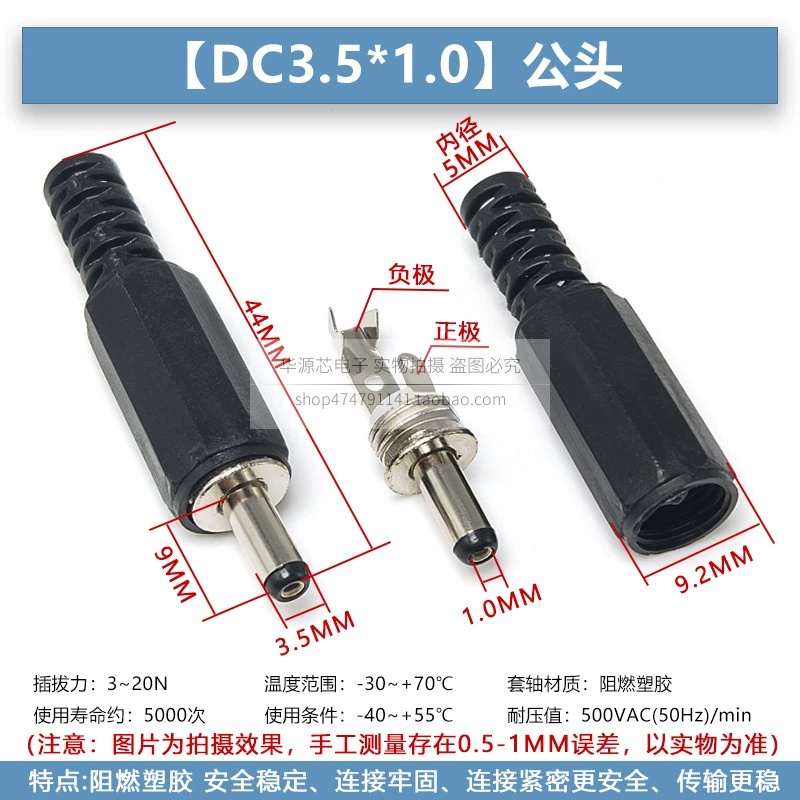 【DC3.5*1.0】公头
内径
5MM
负极
44MM
正极
华源芯电子 实物拍摄 盗图必究
shop474791141.taobao.com
9MM
3.5MM
1.0MM
9.2MM
插拔力：3~20N 温度范围：-30~+70℃ 套轴材质：阻燃塑胶
使用寿命约：5000次 使用条件：-40~+55℃ 耐压值：500VAC(50Hz)/min
(注意：图片为拍摄效果，手工测量存在0.5-1MM误差，以实物为准)
特点:阻燃塑胶 安全稳定、连接牢固、连接紧密更安全、传输更稳